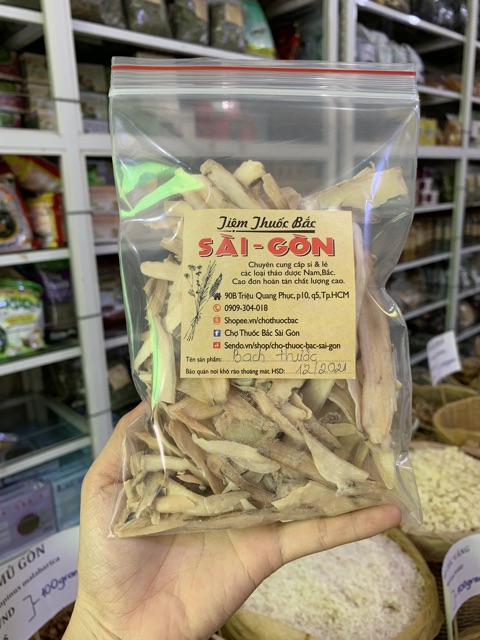 Tiệm Thuốc Bắc
SÀI-GÒN
Chuyên cung cấp sỉ & lẻ
các loại thảo dược Nam,Bắc.
Cao đơn hoàn tán chất lượng cao.
90B Triệu Quang Phục, p10, q5,Tp.HCM
0909-304-018
Shopee.vn/chothuocbac
Chợ Thuốc Bắc Sài Gòn
Sendo.vn/shop/cho-thuoc-bac-sai-gon
Tên sản phẩm: Bạch thược
Bảo quản nơi khô ráo thoáng mát. HSD: 12/2021
MŨ GÒN
malabarica
100gram